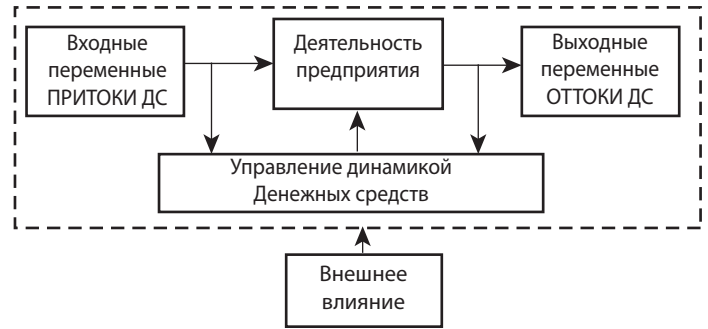 Входные
переменные
ПРИТОКИ ДС
Деятельность
предприятия
Выходные
переменные
ОТТОКИ ДС
Управление динамикой
Денежных средств
Внешнее
влияние